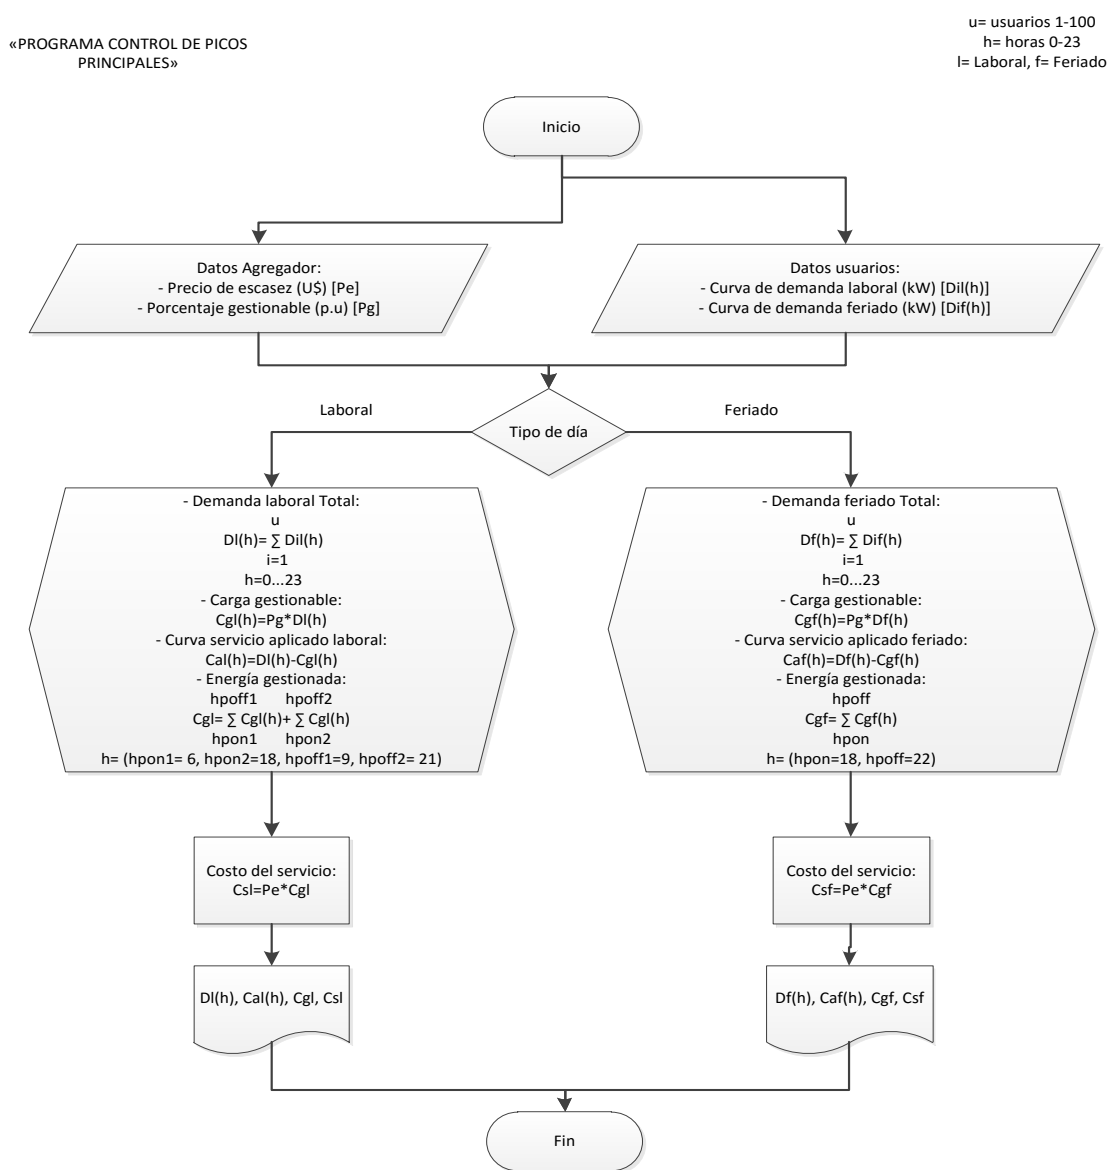 «PROGRAMA CONTROL DE PICOS
PRINCIPALES»
u= usuarios 1-100
h= horas 0-23
l= Laboral, f= Feriado
Inicio
Datos Agregador:
- Precio de escasez (U$) [Pe]
- Porcentaje gestionable (p.u) [Pg]
Datos usuarios:
- Curva de demanda laboral (kW) [Dil(h)]
- Curva de demanda feriado (kW) [Dif(h)]
Laboral
Feriado
Tipo de día
- Demanda laboral Total:
u
Dl(h)= ∑ Dil(h)
i=1
h=0...23
- Carga gestionable:
Cgl(h)=Pg*Dl(h)
- Curva servicio aplicado laboral:
Cal(h)=Dl(h)-Cgl(h)
- Energía gestionada:
hpoff1 hpoff2
Cgl= ∑ Cgl(h)+ ∑ Cgl(h)
hpon1 hpon2
h= (hpon1= 6, hpon2=18, hpoff1=9, hpoff2= 21)
- Demanda feriado Total:
u
Df(h)= ∑ Dif(h)
i=1
h=0...23
- Carga gestionable:
Cgf(h)=Pg*Df(h)
- Curva servicio aplicado feriado:
Caf(h)=Df(h)-Cgf(h)
- Energía gestionada:
hpoff
Cgf= ∑ Cgf(h)
hpon
h= (hpon=18, hpoff=22)
Costo del servicio:
Csl=Pe*Cgl
Costo del servicio:
Csf=Pe*Cgf
Dl(h), Cal(h), Cgl, Csl
Df(h), Caf(h), Cgf, Csf
Fin